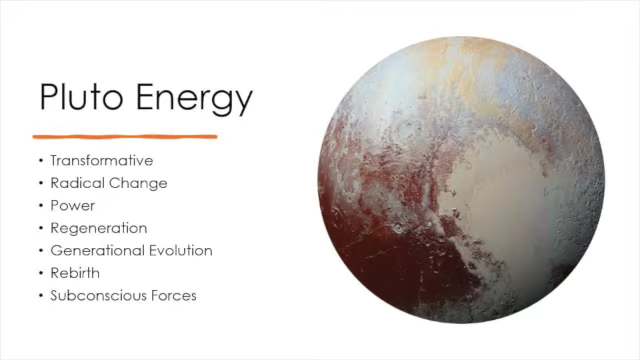 Pluto Energy
• Transformative
• Radical Change
• Power
• Regeneration
• Generational Evolution
• Rebirth
• Subconscious Forces